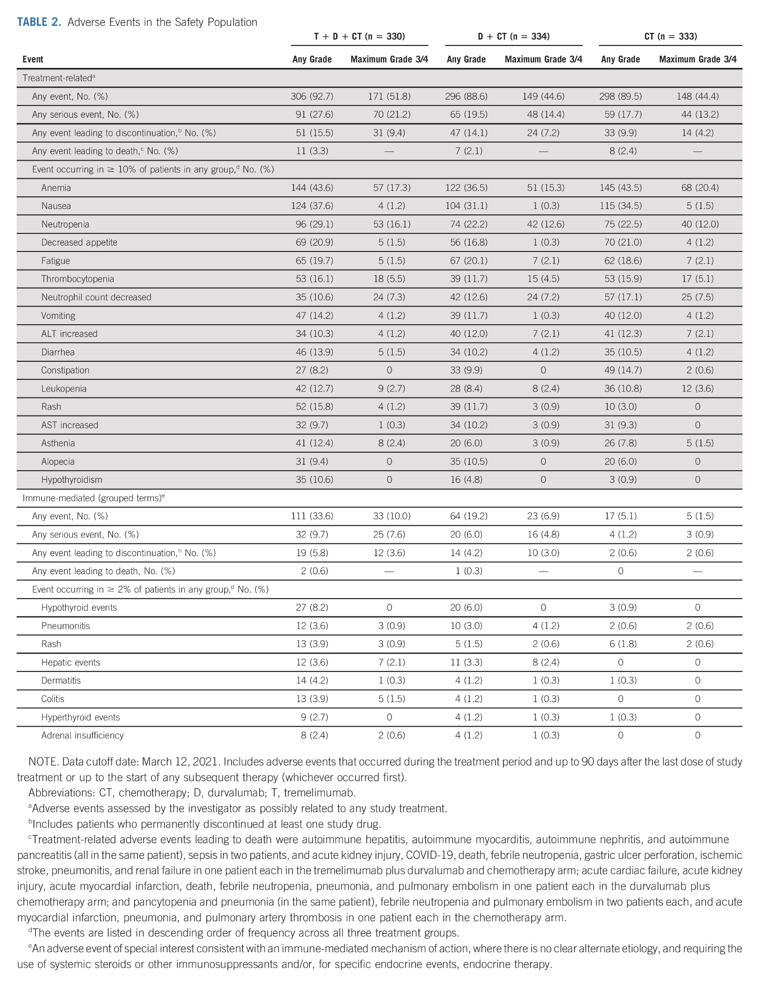 TABLE 2. Adverse Events in the Safety Population
T + D + CT (n = 330) D + CT (n = 334) CT (n = 333)
Event Any Grade Maximum Grade 3/4 Any Grade Maximum Grade 3/4 Any Grade Maximum Grade 3/4
Treatment-relatedᵃ
Any event, No. (%) 306 (92.7) 171 (51.8) 296 (88.6) 149 (44.6) 298 (89.5) 148 (44.4)
Any serious event, No. (%) 91 (27.6) 70 (21.2) 65 (19.5) 48 (14.4) 59 (17.7) 44 (13.2)
Any event leading to discontinuation,ᵇ No. (%) 51 (15.5) 31 (9.4) 47 (14.1) 24 (7.2) 33 (9.9) 14 (4.2)
Any event leading to death,ᶜ No. (%) 11 (3.3) — 7 (2.1) — 8 (2.4) —
Event occurring in ≥ 10% of patients in any group,ᵈ No. (%)
Anemia 144 (43.6) 57 (17.3) 122 (36.5) 51 (15.3) 145 (43.5) 68 (20.4)
Nausea 124 (37.6) 4 (1.2) 104 (31.1) 1 (0.3) 115 (34.5) 5 (1.5)
Neutropenia 96 (29.1) 53 (16.1) 74 (22.2) 42 (12.6) 75 (22.5) 40 (12.0)
Decreased appetite 69 (20.9) 5 (1.5) 56 (16.8) 1 (0.3) 70 (21.0) 4 (1.2)
Fatigue 65 (19.7) 5 (1.5) 67 (20.1) 7 (2.1) 62 (18.6) 7 (2.1)
Thrombocytopenia 53 (16.1) 18 (5.5) 39 (11.7) 15 (4.5) 53 (15.9) 17 (5.1)
Neutrophil count decreased 35 (10.6) 24 (7.3) 42 (12.6) 24 (7.2) 57 (17.1) 25 (7.5)
Vomiting 47 (14.2) 4 (1.2) 39 (11.7) 1 (0.3) 40 (12.0) 4 (1.2)
ALT increased 34 (10.3) 4 (1.2) 40 (12.0) 7 (2.1) 41 (12.3) 7 (2.1)
Diarrhea 46 (13.9) 5 (1.5) 34 (10.2) 4 (1.2) 35 (10.5) 4 (1.2)
Constipation 27 (8.2) 0 33 (9.9) 0 49 (14.7) 2 (0.6)
Leukopenia 42 (12.7) 9 (2.7) 28 (8.4) 8 (2.4) 36 (10.8) 12 (3.6)
Rash 52 (15.8) 4 (1.2) 39 (11.7) 3 (0.9) 10 (3.0) 0
AST increased 32 (9.7) 1 (0.3) 34 (10.2) 3 (0.9) 31 (9.3) 0
Asthenia 41 (12.4) 8 (2.4) 20 (6.0) 3 (0.9) 26 (7.8) 5 (1.5)
Alopecia 31 (9.4) 0 35 (10.5) 0 20 (6.0) 0
Hypothyroidism 35 (10.6) 0 16 (4.8) 0 3 (0.9) 0
Immune-mediated (grouped terms)ᵉ
Any event, No. (%) 111 (33.6) 33 (10.0) 64 (19.2) 23 (6.9) 17 (5.1) 5 (1.5)
Any serious event, No. (%) 32 (9.7) 25 (7.6) 20 (6.0) 16 (4.8) 4 (1.2) 3 (0.9)
Any event leading to discontinuation,ᵇ No. (%) 19 (5.8) 12 (3.6) 14 (4.2) 10 (3.0) 2 (0.6) 2 (0.6)
Any event leading to death, No. (%) 2 (0.6) — 1 (0.3) — 0 —
Event occurring in ≥ 2% of patients in any group,ᵈ No. (%)
Hypothyroid events 27 (8.2) 0 20 (6.0) 0 3 (0.9) 0
Pneumonitis 12 (3.6) 3 (0.9) 10 (3.0) 4 (1.2) 2 (0.6) 2 (0.6)
Rash 13 (3.9) 3 (0.9) 5 (1.5) 2 (0.6) 6 (1.8) 2 (0.6)
Hepatic events 12 (3.6) 7 (2.1) 11 (3.3) 8 (2.4) 0 0
Dermatitis 14 (4.2) 1 (0.3) 4 (1.2) 1 (0.3) 1 (0.3) 0
Colitis 13 (3.9) 5 (1.5) 4 (1.2) 1 (0.3) 0 0
Hyperthyroid events 9 (2.7) 0 4 (1.2) 1 (0.3) 1 (0.3) 0
Adrenal insufficiency 8 (2.4) 2 (0.6) 4 (1.2) 1 (0.3) 0 0
NOTE. Data cutoff date: March 12, 2021. Includes adverse events that occurred during the treatment period and up to 90 days after the last dose of study
treatment or up to the start of any subsequent therapy (whichever occurred first).
Abbreviations: CT, chemotherapy; D, durvalumab; T, tremelimumab.
ᵃAdverse events assessed by the investigator as possibly related to any study treatment.
ᵇIncludes patients who permanently discontinued at least one study drug.
ᶜTreatment-related adverse events leading to death were autoimmune hepatitis, autoimmune myocarditis, autoimmune nephritis, and autoimmune
pancreatitis (all in the same patient), sepsis in two patients, and acute kidney injury, COVID-19, death, febrile neutropenia, gastric ulcer perforation, ischemic
stroke, pneumonitis, and renal failure in one patient each in the tremelimumab plus durvalumab and chemotherapy arm; acute cardiac failure, acute kidney
injury, acute myocardial infarction, death, febrile neutropenia, pneumonia, and pulmonary embolism in one patient each in the durvalumab plus
chemotherapy arm; and pancytopenia and pneumonia (in the same patient), febrile neutropenia and pulmonary embolism in two patients each, and acute
myocardial infarction, pneumonia, and pulmonary artery thrombosis in one patient each in the chemotherapy arm.
ᵈThe events are listed in descending order of frequency across all three treatment groups.
ᵉAn adverse event of special interest consistent with an immune-mediated mechanism of action, where there is no clear alternate etiology, and requiring the
use of systemic steroids or other immunosuppressants and/or, for specific endocrine events, endocrine therapy.